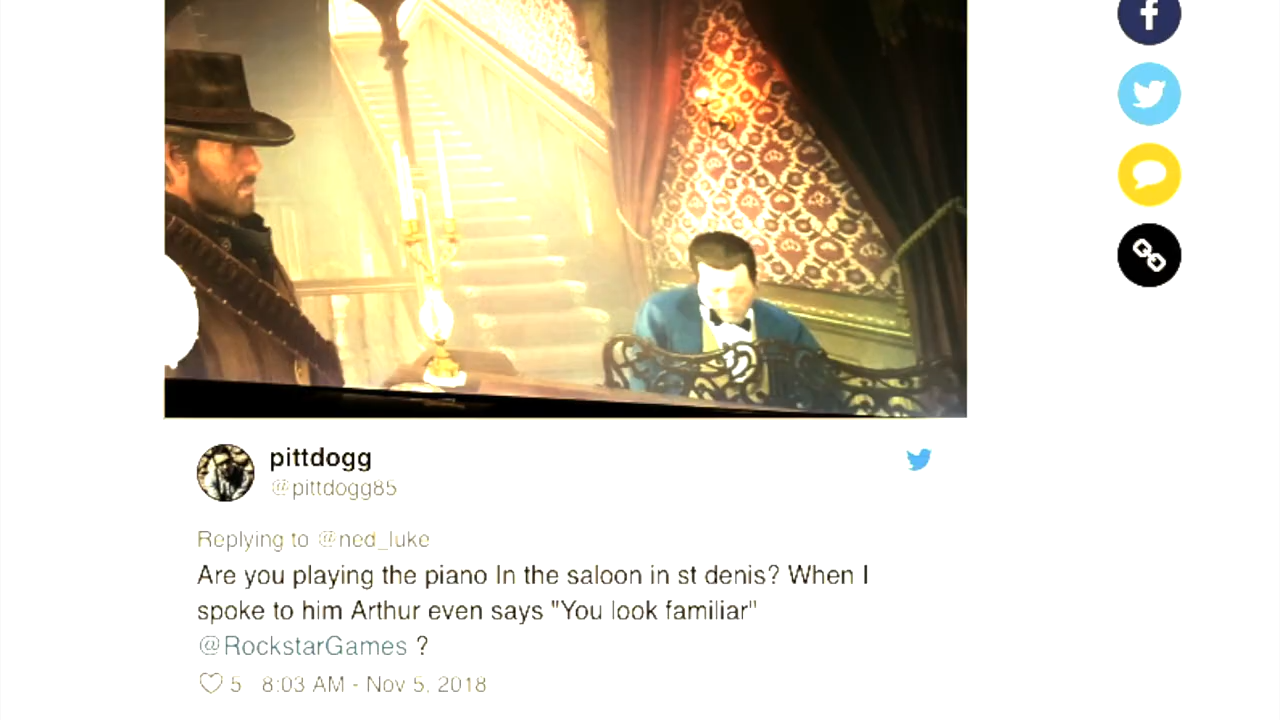 pittdogg
@pittdogg85
Replying to @ned_luke
Are you playing the piano In the saloon in st denis? When I
spoke to him Arthur even says "You look familiar"
@RockstarGames ?
5 8:03 AM - Nov 5, 2018